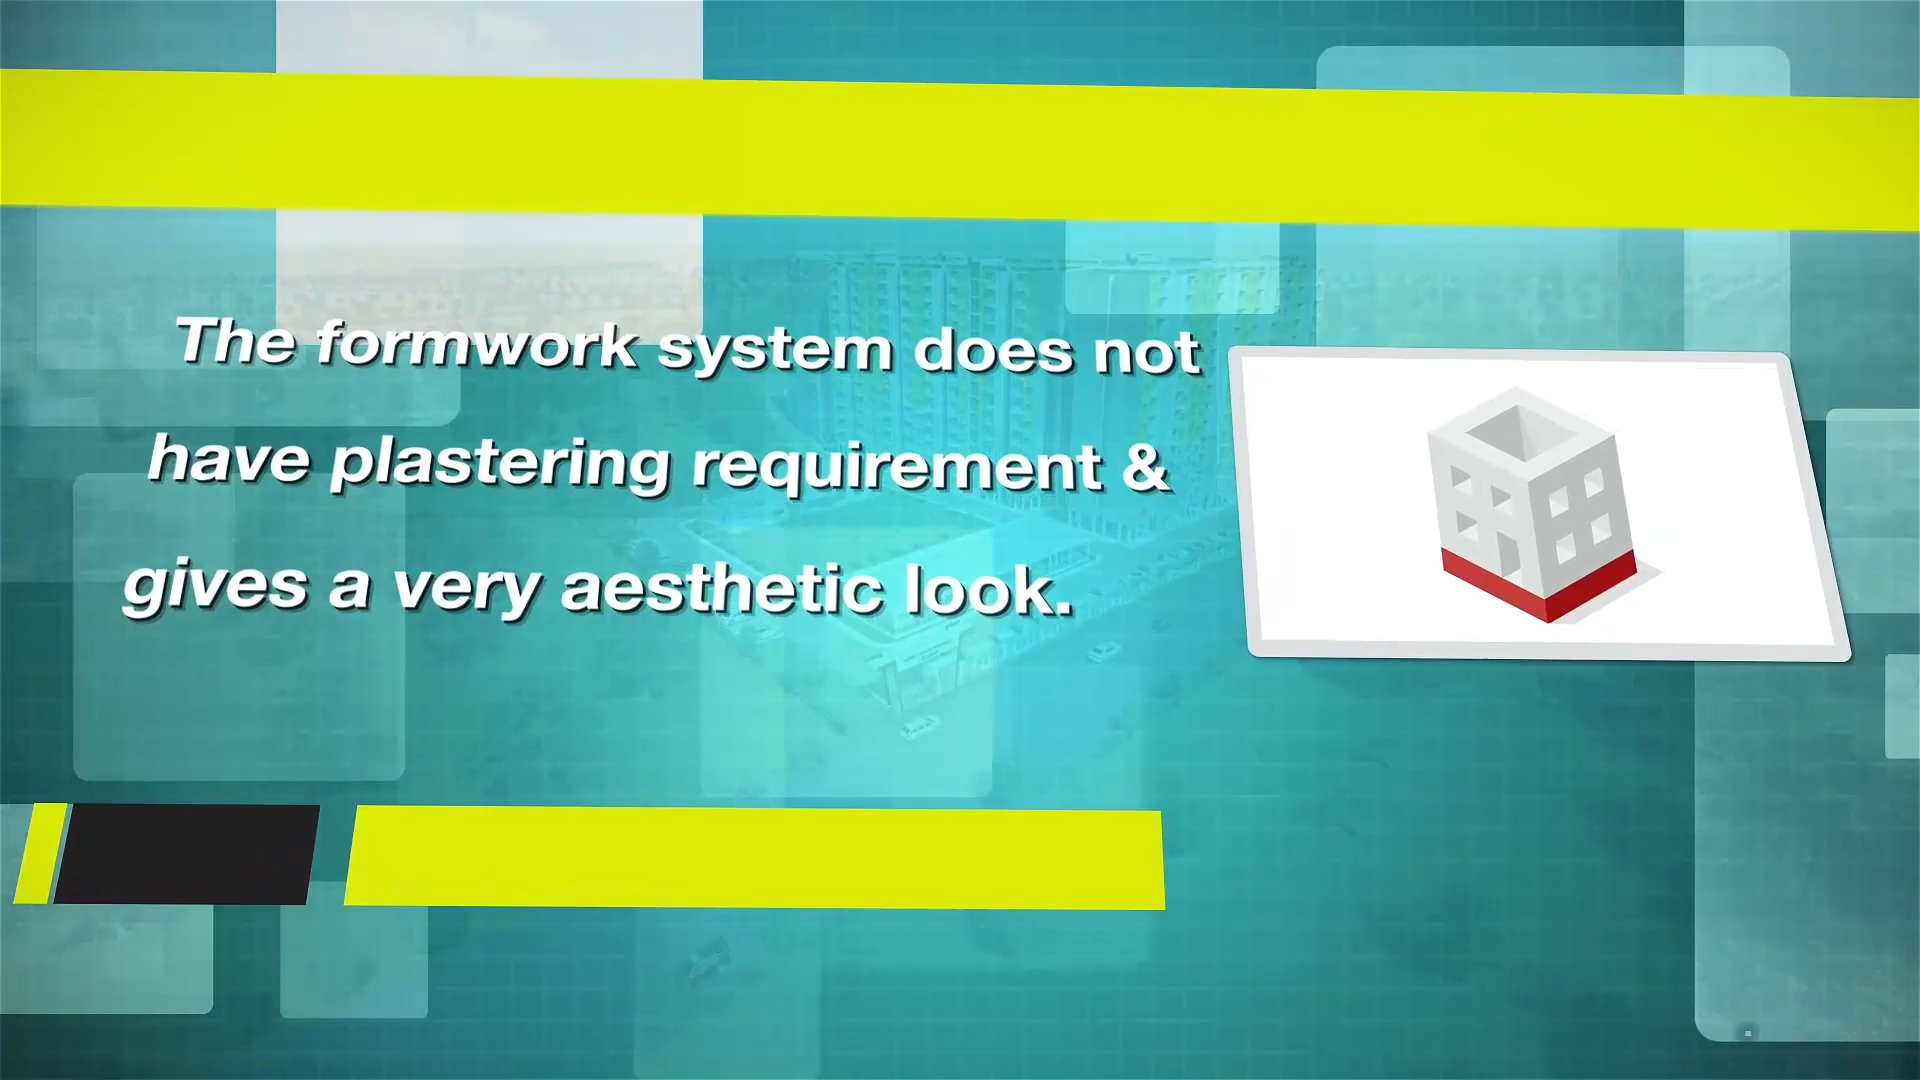 The formwork system does not
have plastering requirement &
gives a very aesthetic look.